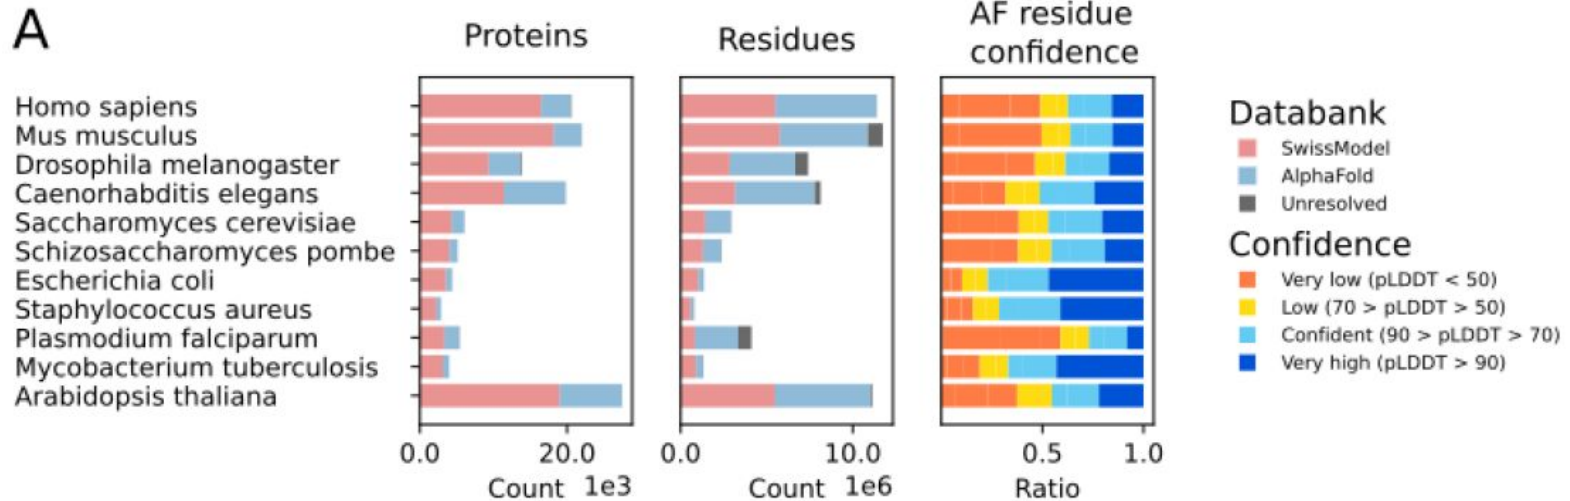 A
Proteins
Residues
AF residue
confidence
Homo sapiens
Mus musculus
Drosophila melanogaster
Caenorhabditis elegans
Saccharomyces cerevisiae
Schizosaccharomyces pombe
Escherichia coli
Staphylococcus aureus
Plasmodium falciparum
Mycobacterium tuberculosis
Arabidopsis thaliana
0.0 20.0
Count 1e3
0.0 10.0
Count 1e6
0.5 1.0
Ratio
Databank
SwissModel
AlphaFold
Unresolved
Confidence
Very low (pLDDT < 50)
Low (70 > pLDDT > 50)
Confident (90 > pLDDT > 70)
Very high (pLDDT > 90)